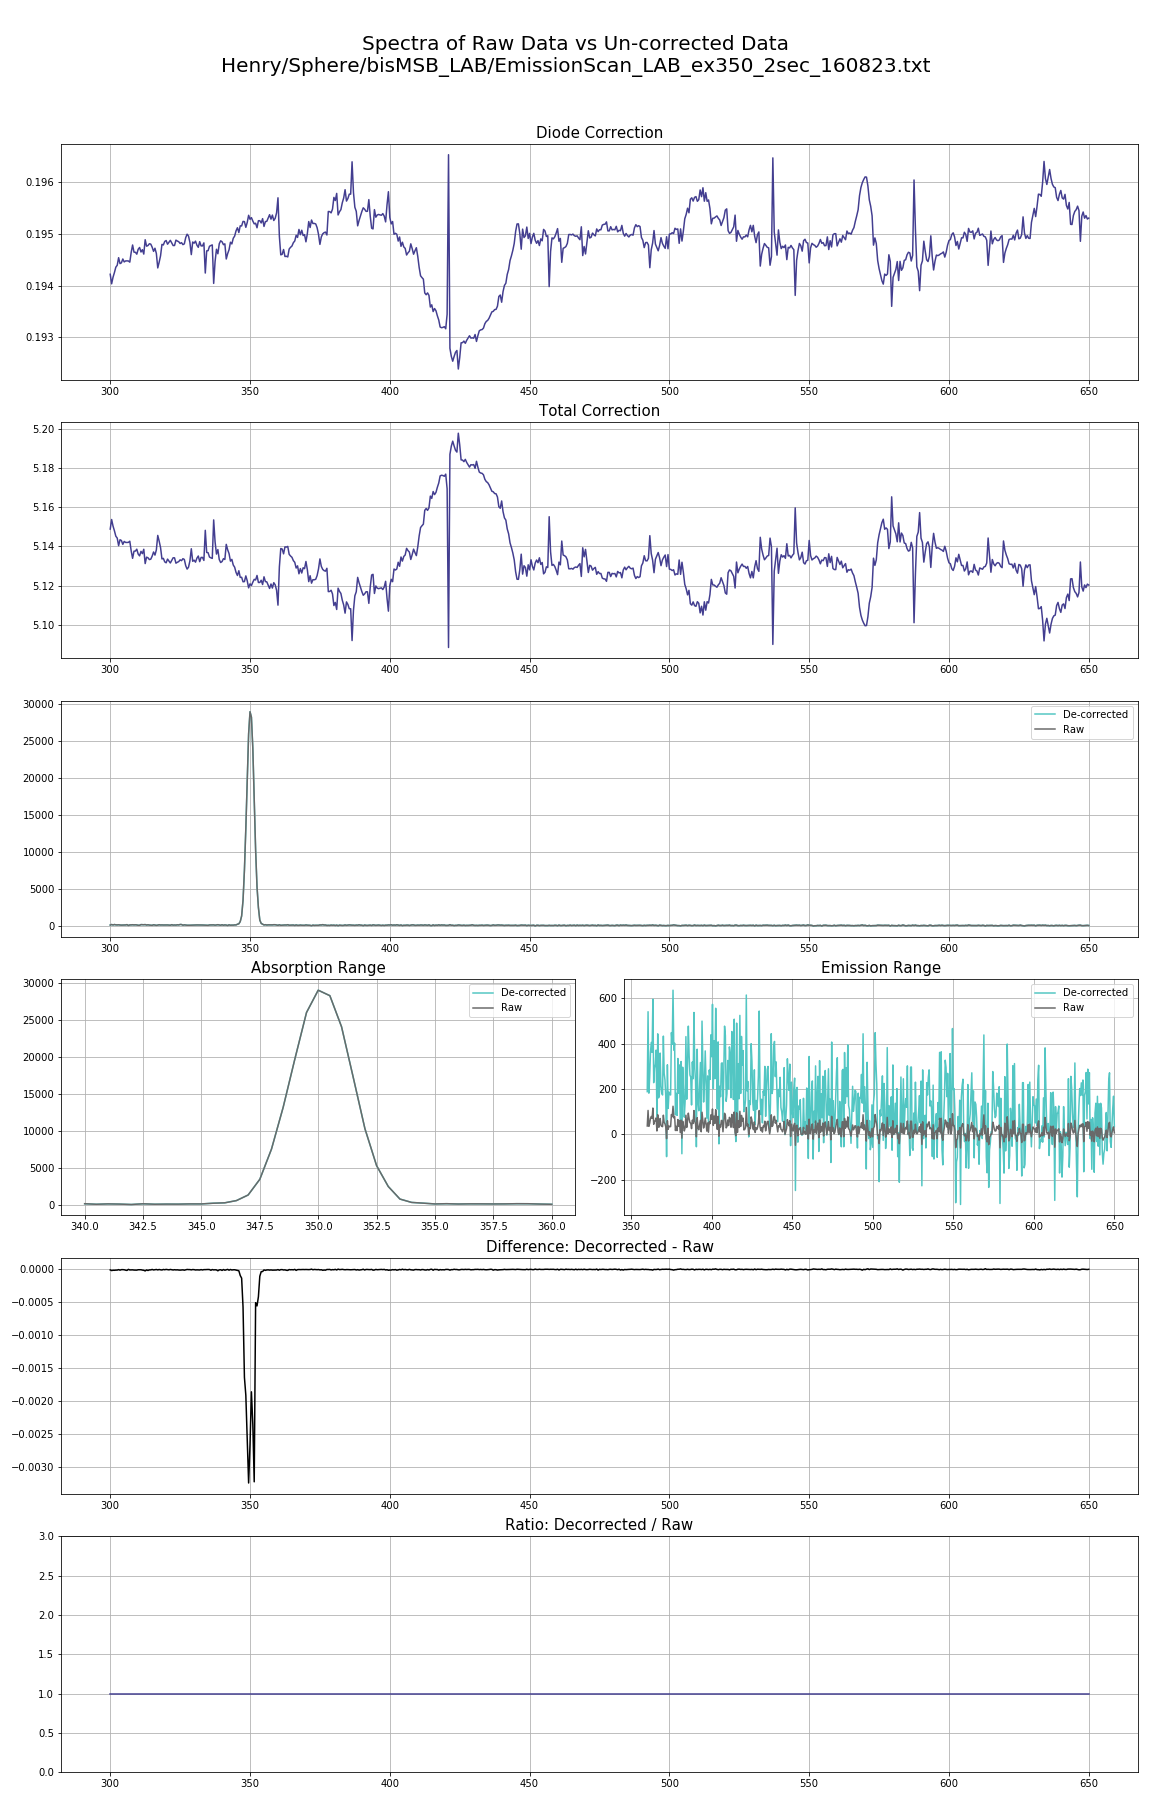 Spectra of Raw Data vs Un-corrected Data
Henry/Sphere/bisMSB_LAB/EmissionScan_LAB_ex350_2sec_160823.txt
Diode Correction
0.196
0.195
0.194
0.193
300 350 400 450 500 550 600 650
Total Correction
5.20
5.18
5.16
5.14
5.12
5.10
300 350 400 450 500 550 600 650
30000
25000
20000
15000
10000
5000
0
De-corrected
Raw
300 350 400 450 500 550 600 650
Absorption Range
30000
25000
20000
15000
10000
5000
0
De-corrected
Raw
340.0 342.5 345.0 347.5 350.0 352.5 355.0 357.5 360.0
Emission Range
600
400
200
0
−200
De-corrected
Raw
350 400 450 500 550 600 650
Difference: Decorrected - Raw
0.0000
−0.0005
−0.0010
−0.0015
−0.0020
−0.0025
−0.0030
300 350 400 450 500 550 600 650
Ratio: Decorrected / Raw
3.0
2.5
2.0
1.5
1.0
0.5
0.0
300 350 400 450 500 550 600 650